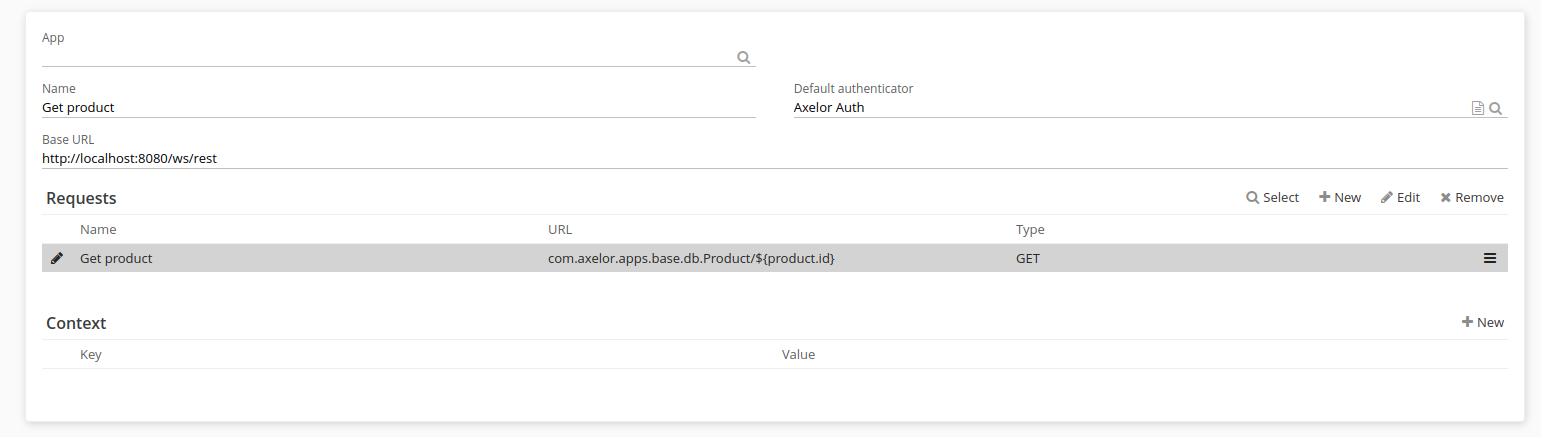 App
Name
Default authenticator
Get product
Axelor Auth
Base URL
http://localhost:8080/ws/rest
Requests
Select
New
Edit
Remove
Name
URL
Type
Get product
com.axelor.apps.base.db.Product/${product.id}
GET
Context
New
Key
Value